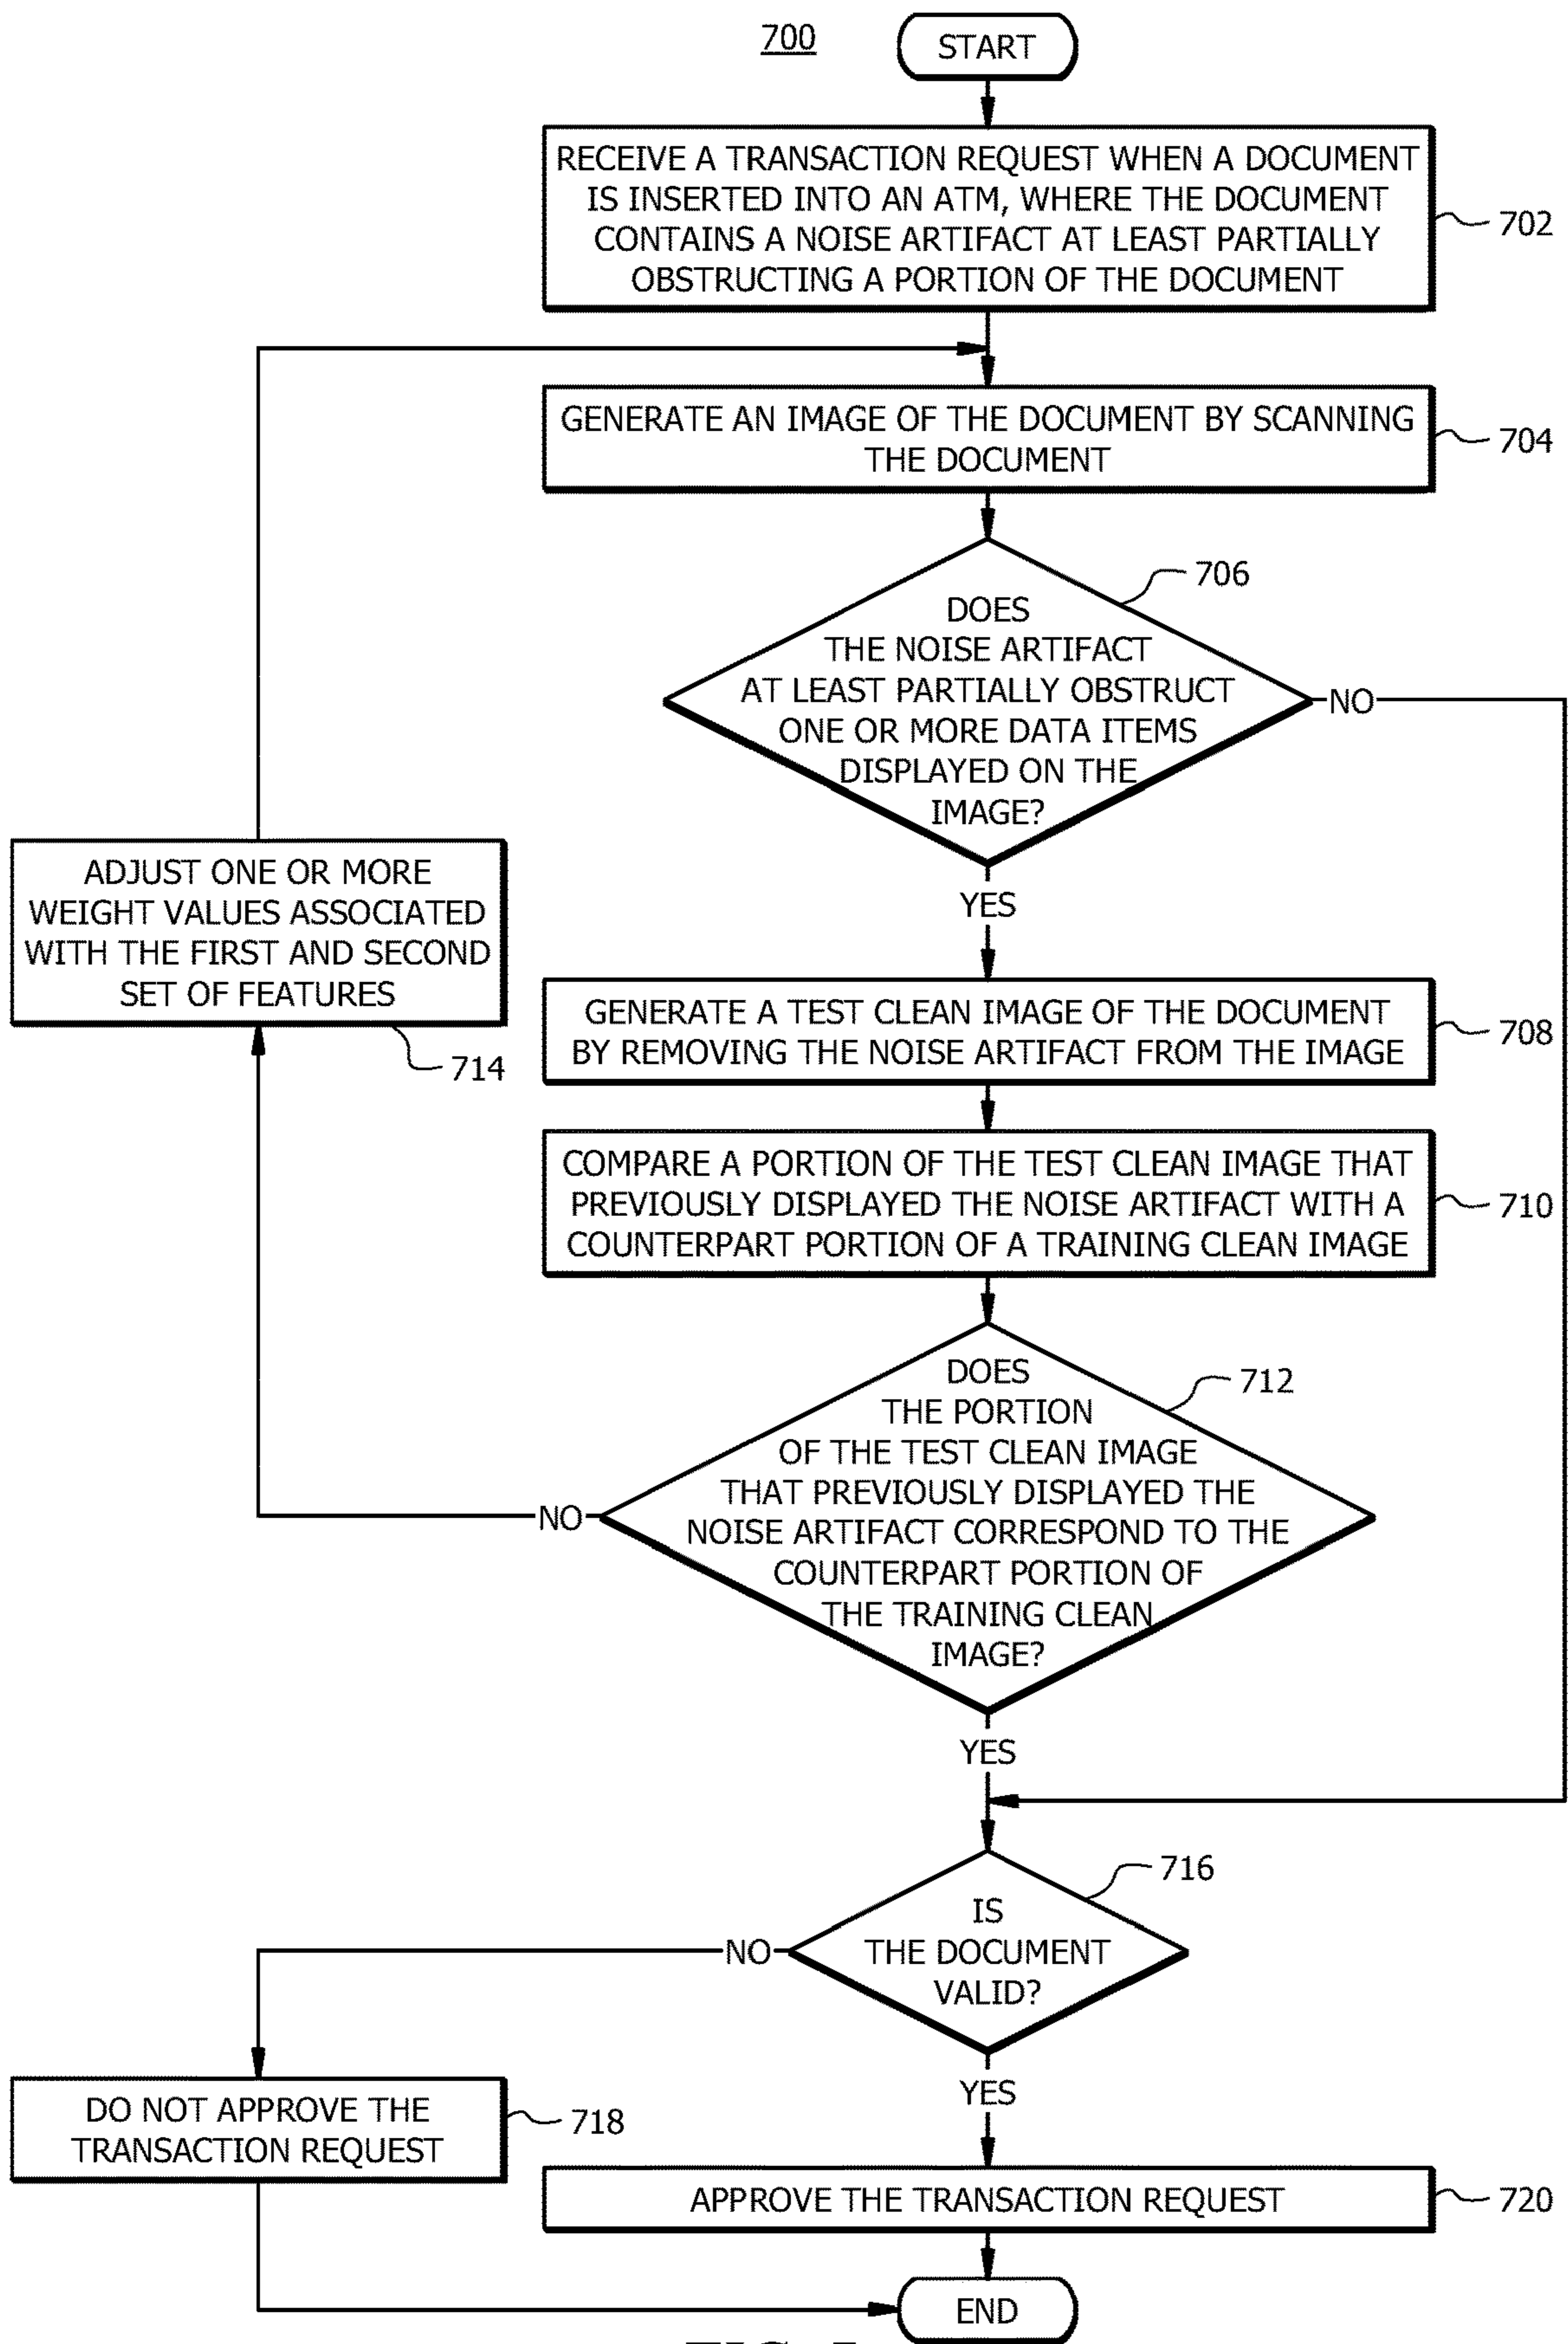 700
START
RECEIVE A TRANSACTION REQUEST WHEN A DOCUMENT
IS INSERTED INTO AN ATM, WHERE THE DOCUMENT
CONTAINS A NOISE ARTIFACT AT LEAST PARTIALLY
OBSTRUCTING A PORTION OF THE DOCUMENT
702
GENERATE AN IMAGE OF THE DOCUMENT BY SCANNING
THE DOCUMENT
704
706
DOES
THE NOISE ARTIFACT
AT LEAST PARTIALLY OBSTRUCT
ONE OR MORE DATA ITEMS
DISPLAYED ON THE
IMAGE?
NO
YES
ADJUST ONE OR MORE
WEIGHT VALUES ASSOCIATED
WITH THE FIRST AND SECOND
SET OF FEATURES
714
GENERATE A TEST CLEAN IMAGE OF THE DOCUMENT
BY REMOVING THE NOISE ARTIFACT FROM THE IMAGE
708
COMPARE A PORTION OF THE TEST CLEAN IMAGE THAT
PREVIOUSLY DISPLAYED THE NOISE ARTIFACT WITH A
COUNTERPART PORTION OF A TRAINING CLEAN IMAGE
710
712
DOES
THE PORTION
OF THE TEST CLEAN IMAGE
THAT PREVIOUSLY DISPLAYED THE
NOISE ARTIFACT CORRESPOND TO THE
COUNTERPART PORTION OF
THE TRAINING CLEAN
IMAGE?
NO
YES
716
IS
THE DOCUMENT
VALID?
NO
YES
DO NOT APPROVE THE
TRANSACTION REQUEST
718
APPROVE THE TRANSACTION REQUEST
720
END